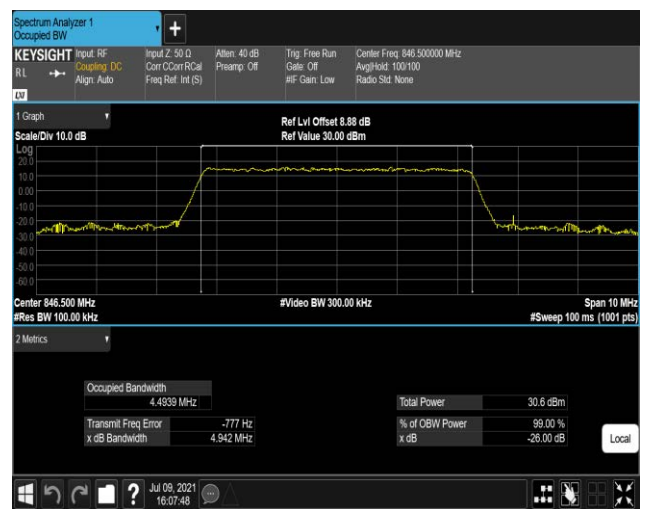 Spectrum Analyzer 1
Occupied BW
+
KEYSIGHT Input: RF Input Z: 50 Ω Atten: 40 dB Trig: Free Run Center Freq: 846.500000 MHz
RL Coupling: DC Corr CCorr RCal Preamp: Off Gate: Off Avg|Hold: 100/100
Align: Auto Freq Ref: Int (S) #IF Gain: Low Radio Std: None
LXI
1 Graph
Ref Lvl Offset 8.88 dB
Scale/Div 10.0 dB Ref Value 30.00 dBm
Log
20.0
10.0
0.00
-10.0
-20.0
-30.0
-40.0
-50.0
-60.0
Center 846.500 MHz #Video BW 300.00 kHz Span 10 MHz
#Res BW 100.00 kHz #Sweep 100 ms (1001 pts)
2 Metrics
Occupied Bandwidth
4.4939 MHz Total Power 30.6 dBm
Transmit Freq Error -777 Hz % of OBW Power 99.00 %
x dB Bandwidth 4.942 MHz x dB -26.00 dB
Local
? Jul 09, 2021
16:07:48